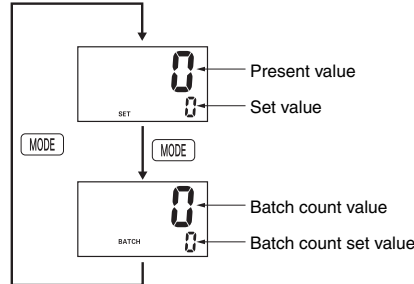 0
Present value
0
Set value
SET
MODE
MODE
0
Batch count value
BATCH
0
Batch count set value